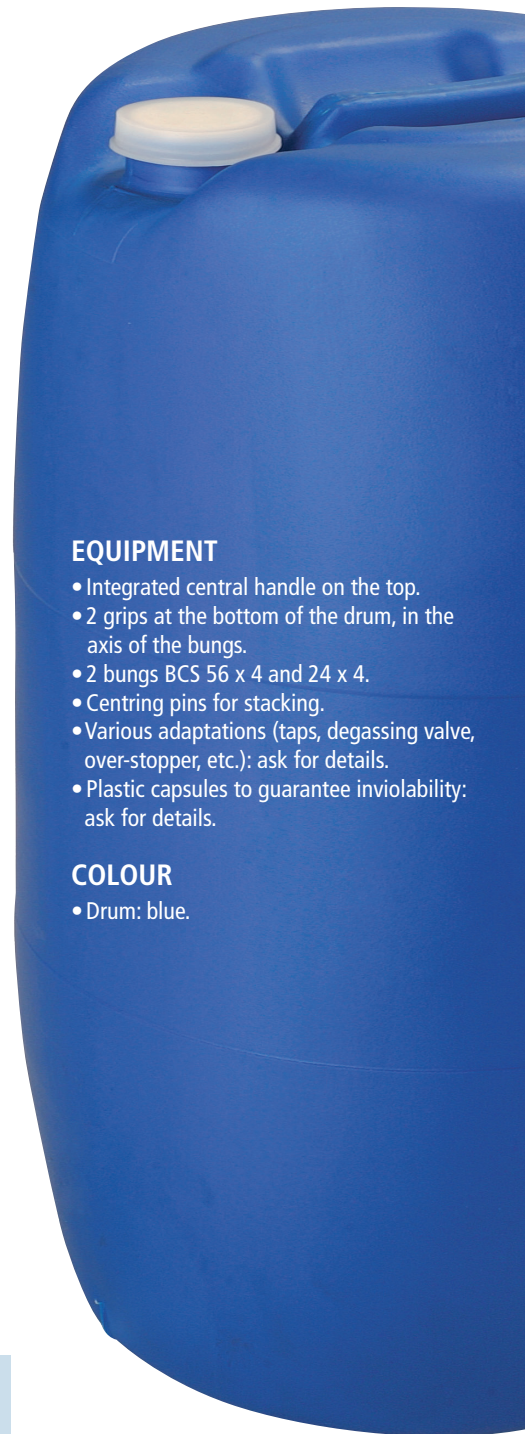 EQUIPMENT
• Integrated central handle on the top.
• 2 grips at the bottom of the drum, in the
axis of the bungs.
• 2 bungs BCS 56 x 4 and 24 x 4.
• Centring pins for stacking.
• Various adaptations (taps, degassing valve,
over-stopper, etc.): ask for details.
• Plastic capsules to guarantee inviolability:
ask for details.
COLOUR
• Drum: blue.